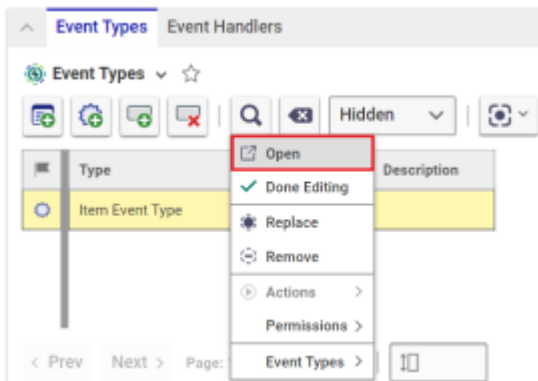 Event Types Event Handlers
Event Types
Hidden
Type Description
Item Event Type
Open
Done Editing
Replace
Remove
Actions
Permissions
Event Types
< Prev Next > Page: